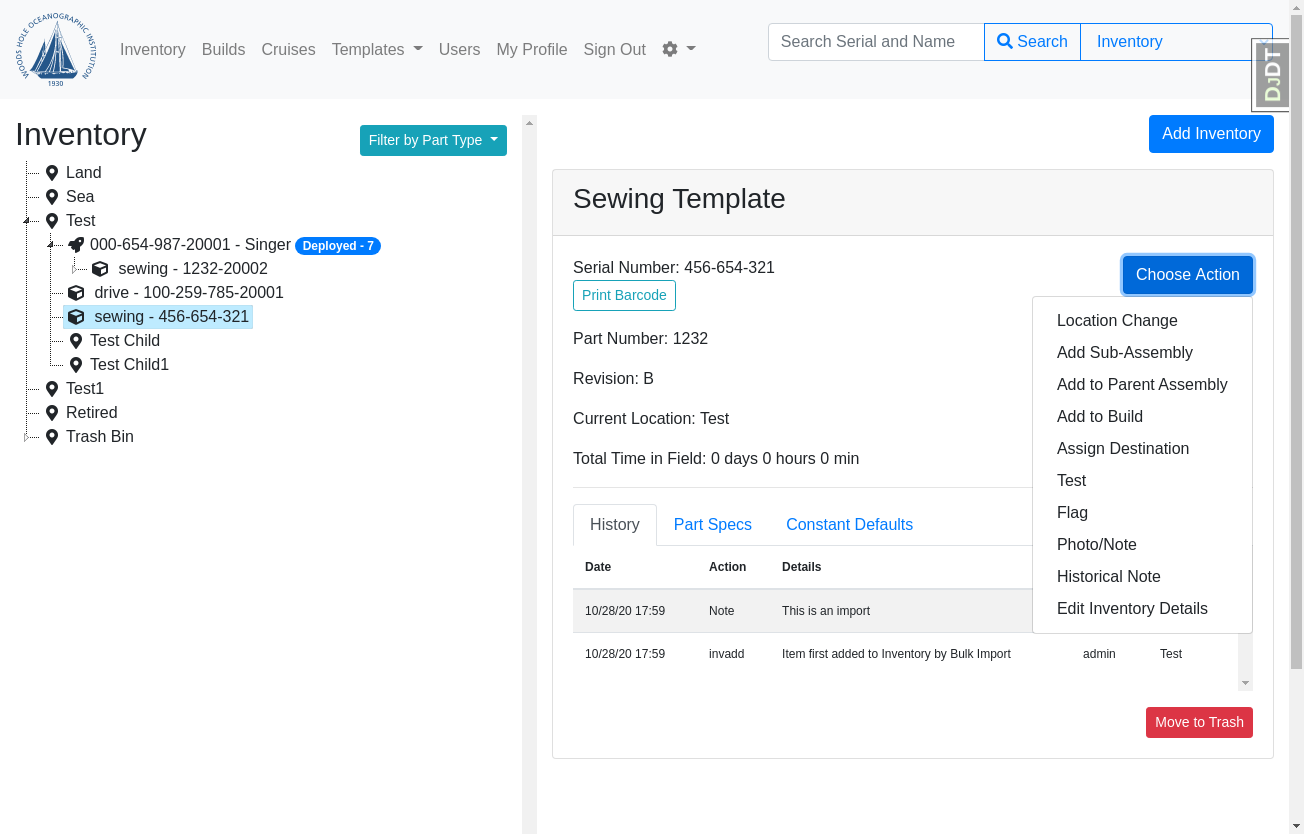 WOODS HOLE OCEANOGRAPHIC INSTITUTION
1930
Inventory Builds Cruises Templates Users My Profile Sign Out
Search Serial and Name Search Inventory
DJDT
Inventory
Filter by Part Type
Land
Sea
Test
000-654-987-20001 - Singer Deployed - 7
sewing - 1232-20002
drive - 100-259-785-20001
sewing - 456-654-321
Test Child
Test Child1
Test1
Retired
Trash Bin
Add Inventory
Sewing Template
Serial Number: 456-654-321
Print Barcode
Part Number: 1232
Revision: B
Current Location: Test
Total Time in Field: 0 days 0 hours 0 min
Choose Action
Location Change
Add Sub-Assembly
Add to Parent Assembly
Add to Build
Assign Destination
Test
Flag
Photo/Note
Historical Note
Edit Inventory Details
History Part Specs Constant Defaults
Date Action Details
10/28/20 17:59 Note This is an import
10/28/20 17:59 invadd Item first added to Inventory by Bulk Import admin Test
Move to Trash